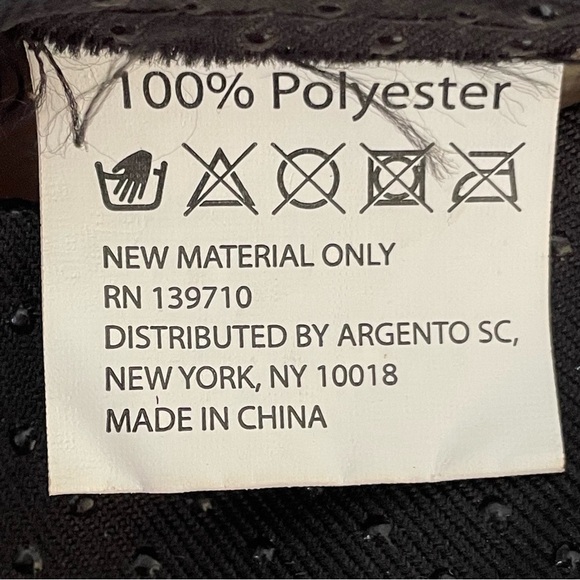 100% Polyester
NEW MATERIAL ONLY
RN 139710
DISTRIBUTED BY ARGENTO SC,
NEW YORK, NY 10018
MADE IN CHINA